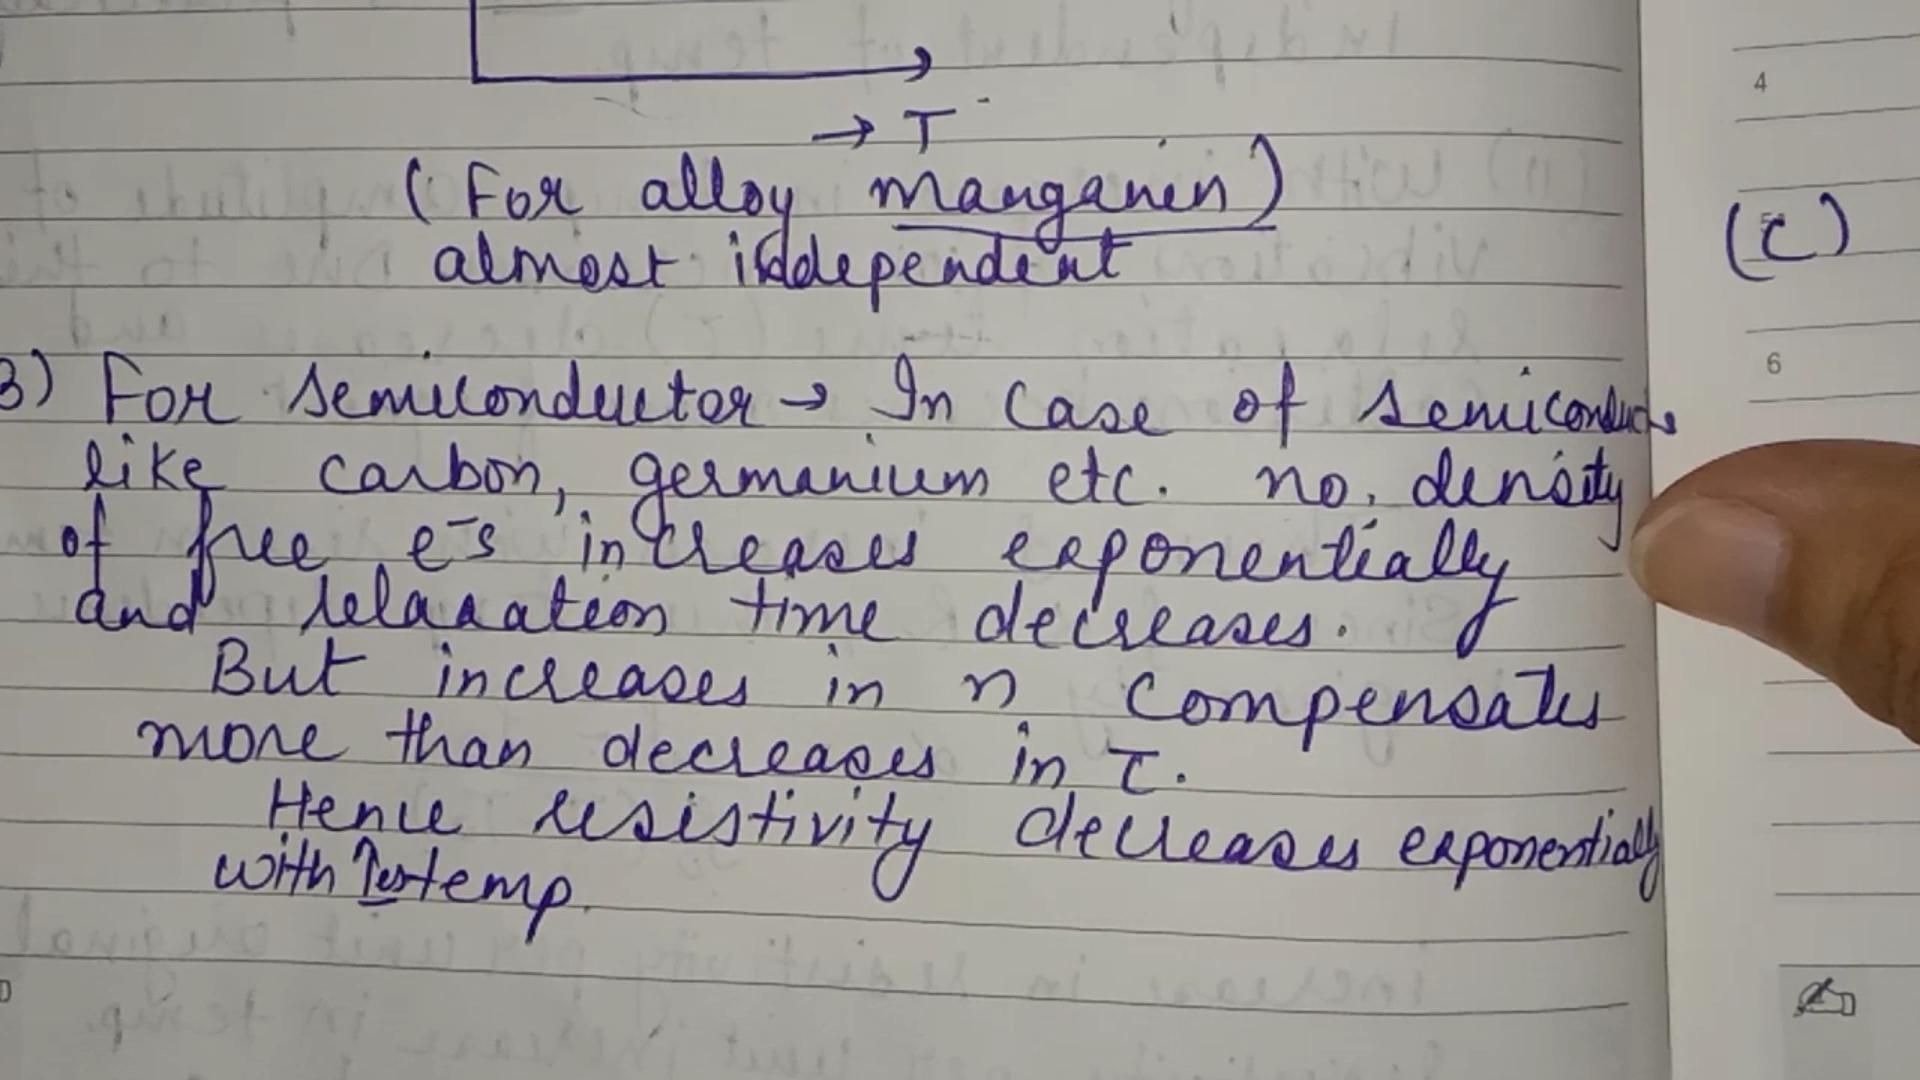 → T
(For alloy manganin)
almost independent
(C)
3) For semiconductor → In case of semiconducts
like carbon, germanium etc. no. density
of free e⁻s increases exponentially
and relaxation time decreases.
But increases in n compensates
more than decreases in τ.
Hence resistivity decreases exponentially
with temp.
4
6